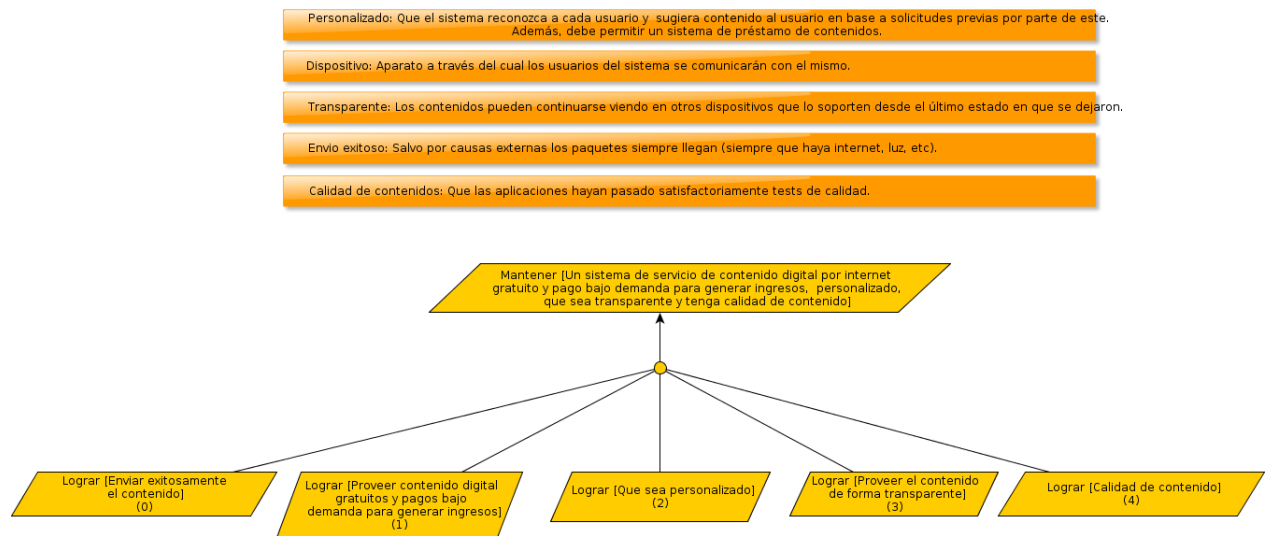 Personalizado: Que el sistema reconozca a cada usuario y sugiera contenido al usuario en base a solicitudes previas por parte de este.
Además, debe permitir un sistema de préstamo de contenidos.
Dispositivo: Aparato a través del cual los usuarios del sistema se comunicarán con el mismo.
Transparente: Los contenidos pueden continuarse viendo en otros dispositivos que lo soporten desde el último estado en que se dejaron.
Envio exitoso: Salvo por causas externas los paquetes siempre llegan (siempre que haya internet, luz, etc).
Calidad de contenidos: Que las aplicaciones hayan pasado satisfactoriamente tests de calidad.
Mantener [Un sistema de servicio de contenido digital por internet
gratuito y pago bajo demanda para generar ingresos, personalizado,
que sea transparente y tenga calidad de contenido]
Lograr [Enviar exitosamente
el contenido]
(0)
Lograr [Proveer contenido digital
gratuitos y pagos bajo
demanda para generar ingresos]
(1)
Lograr [Que sea personalizado]
(2)
Lograr [Proveer el contenido
de forma transparente]
(3)
Lograr [Calidad de contenido]
(4)